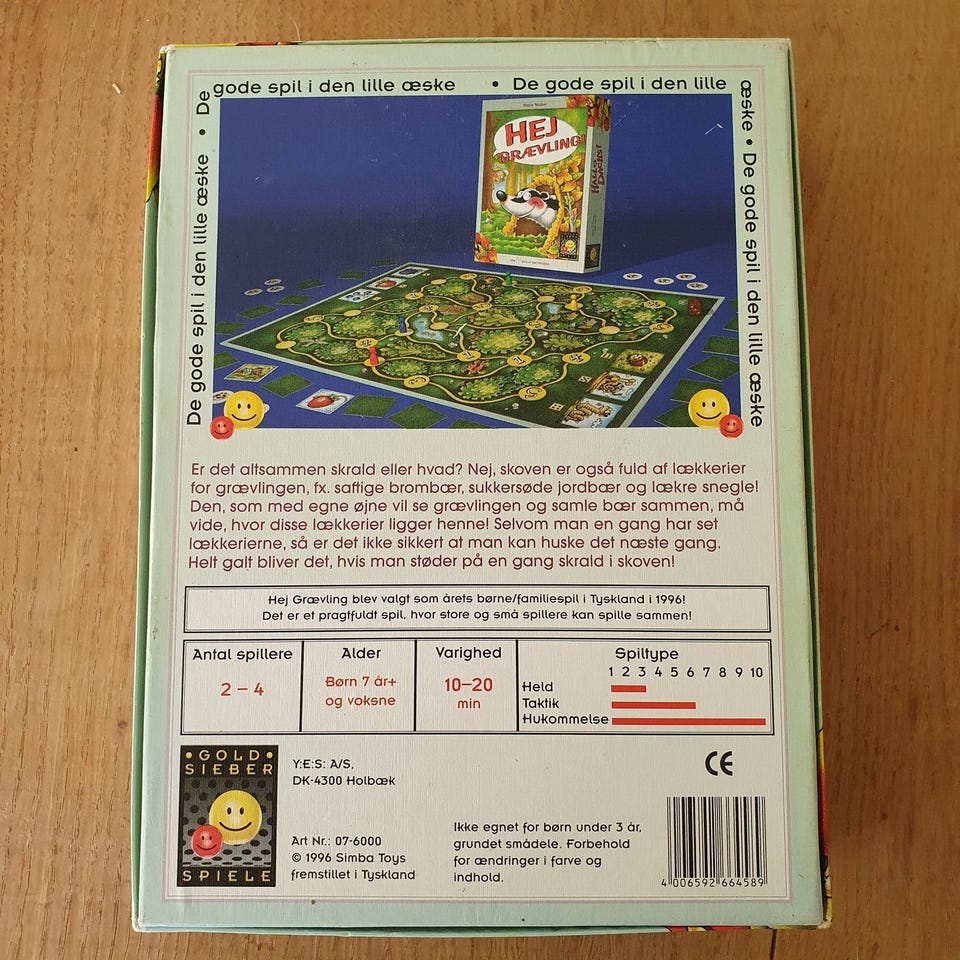 De gode spil i den lille æske • De gode spil i den lille æske • De gode spil i den lille æske
• De gode spil i den lille æske
HEJ
GRÆVLING!
HALLO
DACHS!
Er det altsammen skrald eller hvad? Nej, skoven er også fuld af lækkerier
for grævlingen, fx. saftige brombær, sukkersøde jordbær og lækre snegle!
Den, som med egne øjne vil se grævlingen og samle bær sammen, må
vide, hvor disse lækkerier ligger henne! Selvom man en gang har set
lækkerierne, så er det ikke sikkert at man kan huske det næste gang.
Helt galt bliver det, hvis man støder på en gang skrald i skoven!
Hej Grævling blev valgt som årets børne/familiespil i Tyskland i 1996!
Det er et pragtfuldt spil, hvor store og små spillere kan spille sammen!
Antal spillere
2 – 4
Alder
Børn 7 år+
og voksne
Varighed
10–20
min
Spiltype
1 2 3 4 5 6 7 8 9 10
Held
Taktik
Hukommelse
• GOLD •
SIEBER
SPIELE
Y:E:S: A/S,
DK-4300 Holbæk
Art Nr.: 07-6000
© 1996 Simba Toys
fremstillet i Tyskland
Ikke egnet for børn under 3 år,
grundet smådele. Forbehold
for ændringer i farve og
indhold.
CE
4 006592 664589